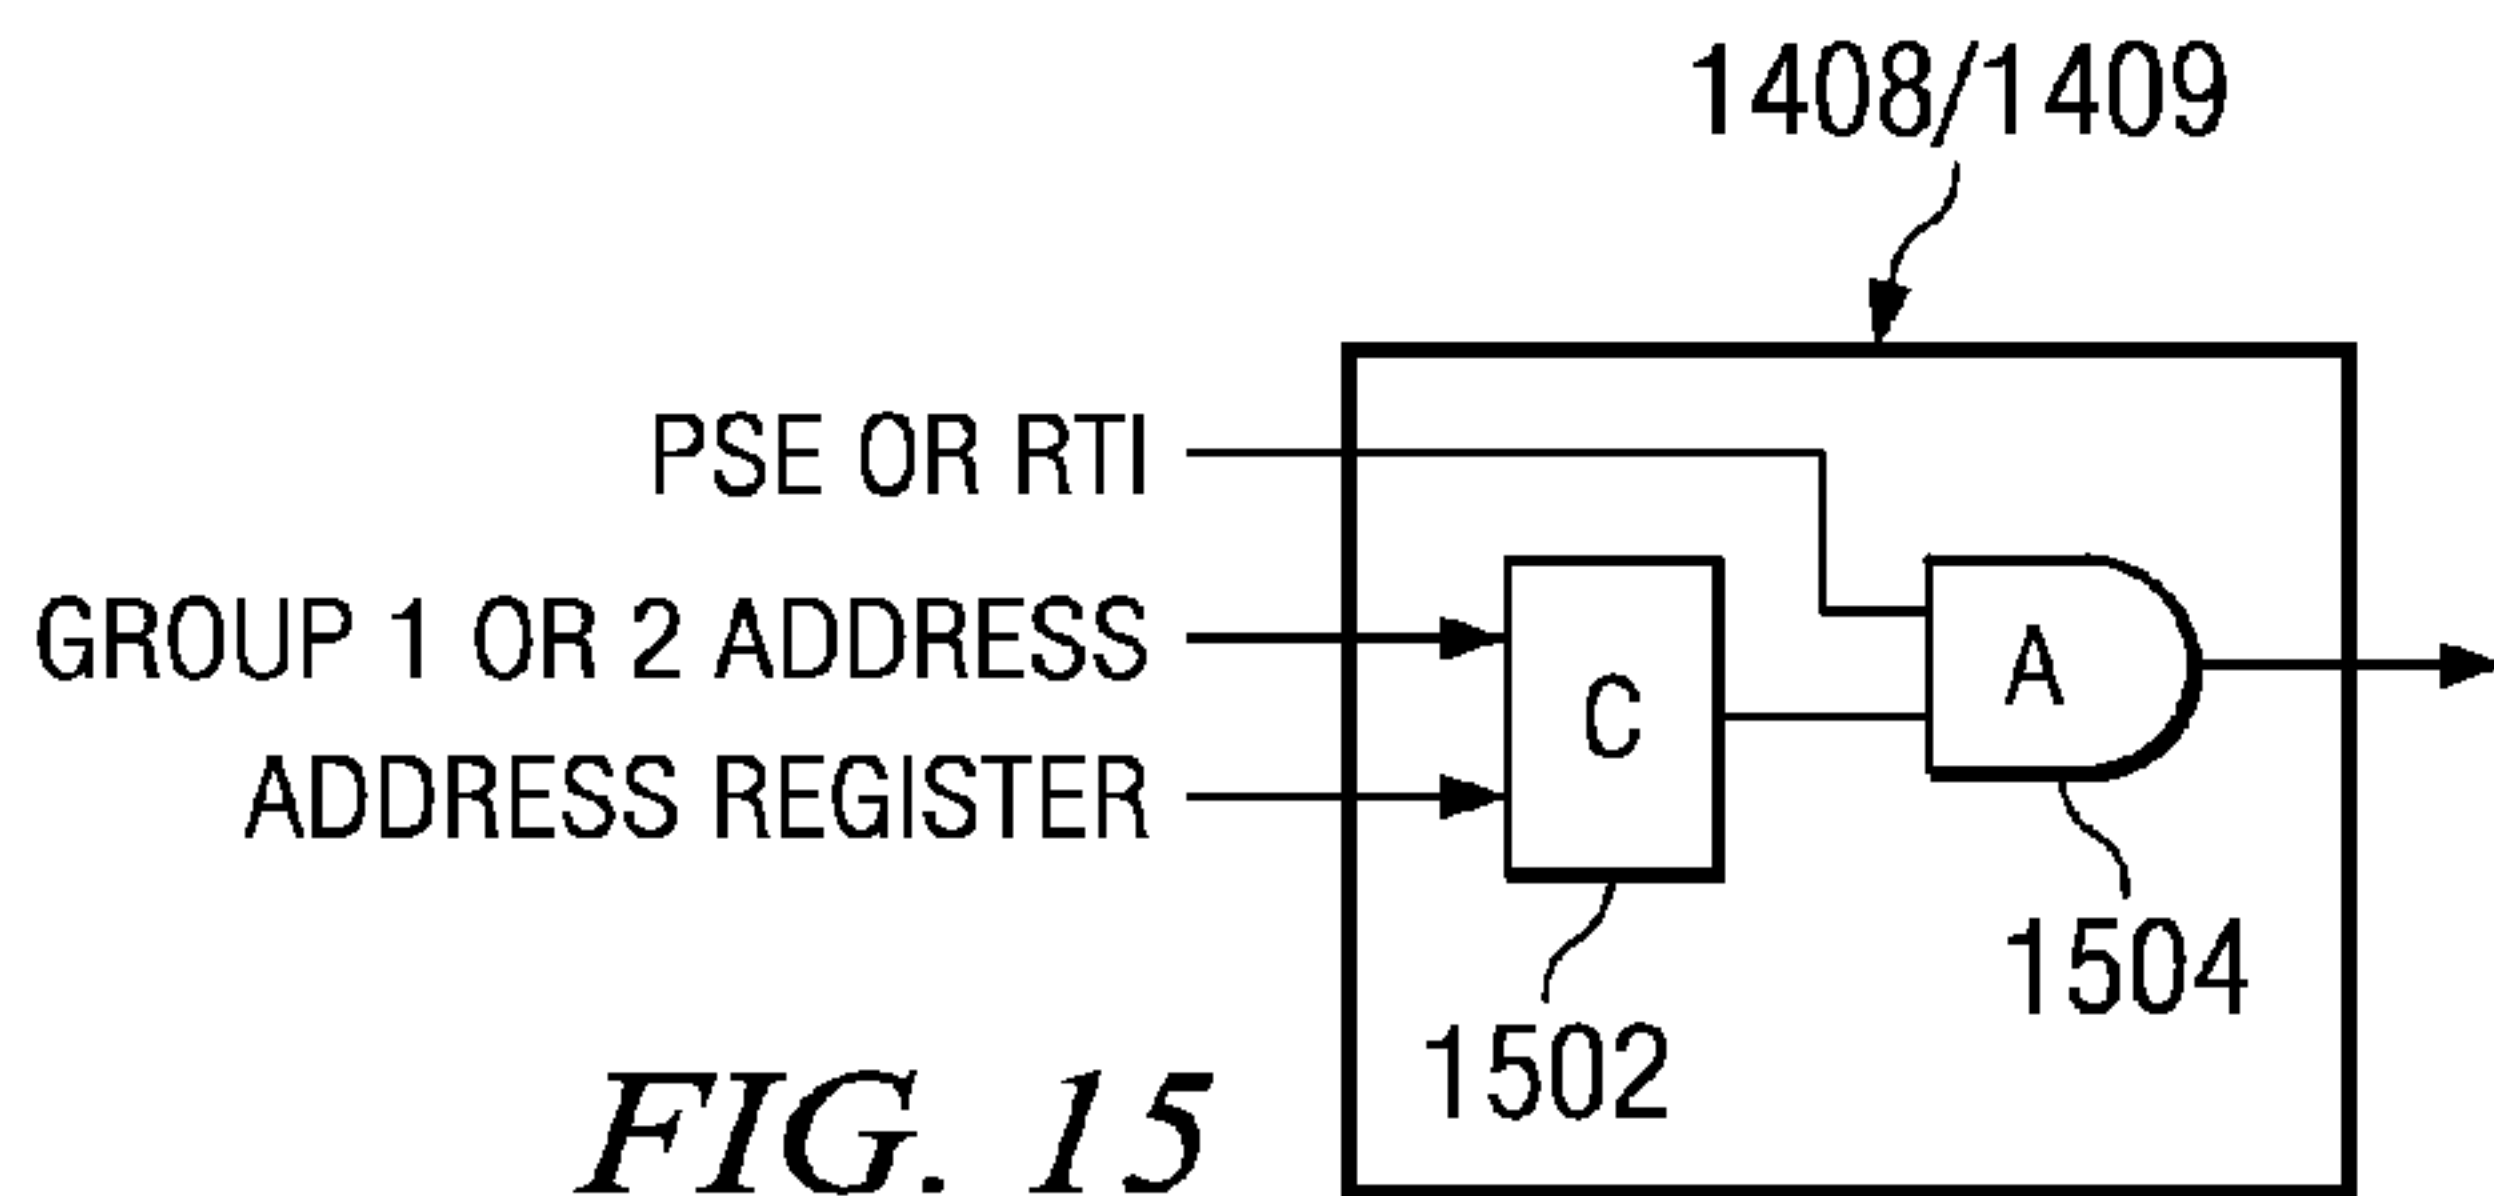 1408/1409
PSE OR RTI
GROUP 1 OR 2 ADDRESS
A
C
ADDRESS REGISTER
1504
1502
FIG. 15